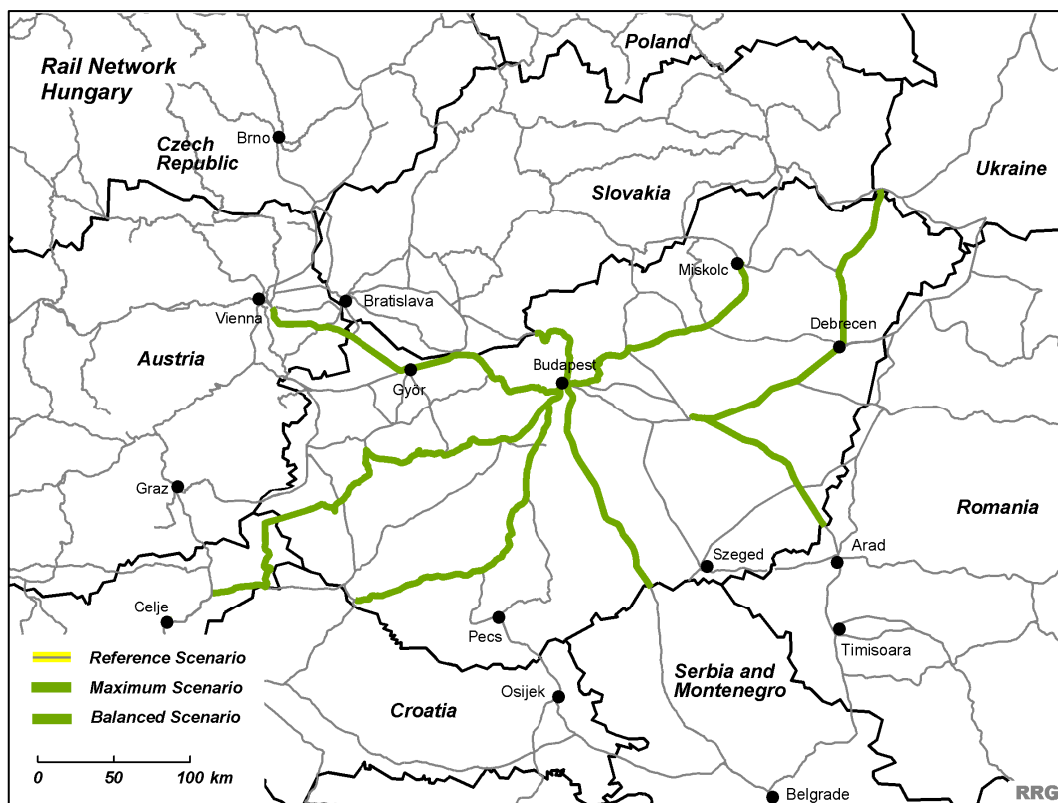 Rail Network
Hungary
Poland
Czech
Republic
Brno
Slovakia
Ukraine
Miskolc
Vienna
Bratislava
Debrecen
Austria
Budapest
Györ
Graz
Romania
Szeged
Arad
Celje
Pecs
Timisoara
Serbia and
Montenegro
Osijek
Croatia
Belgrade
Reference Scenario
Maximum Scenario
Balanced Scenario
0 50 100 km
RRG